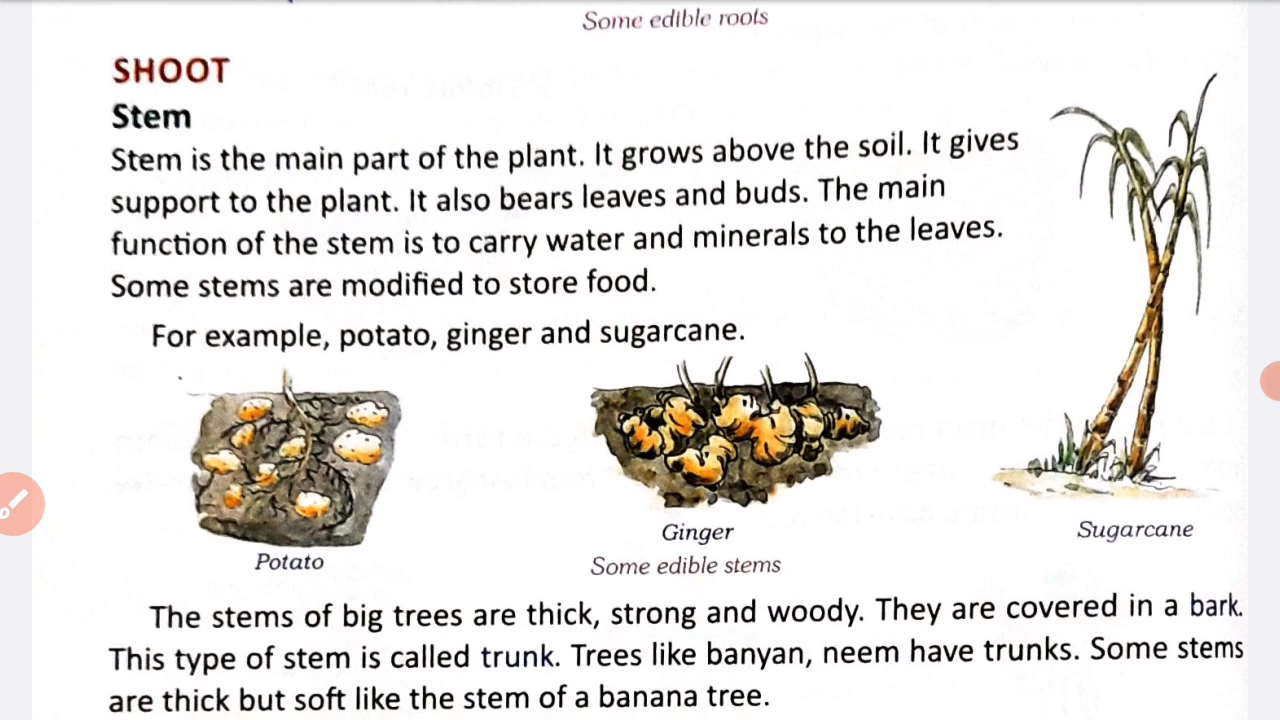 Some edible roots
SHOOT
Stem
Stem is the main part of the plant. It grows above the soil. It gives
support to the plant. It also bears leaves and buds. The main
function of the stem is to carry water and minerals to the leaves.
Some stems are modified to store food.
For example, potato, ginger and sugarcane.
Potato
Ginger
Sugarcane
Some edible stems
The stems of big trees are thick, strong and woody. They are covered in a bark.
This type of stem is called trunk. Trees like banyan, neem have trunks. Some stems
are thick but soft like the stem of a banana tree.